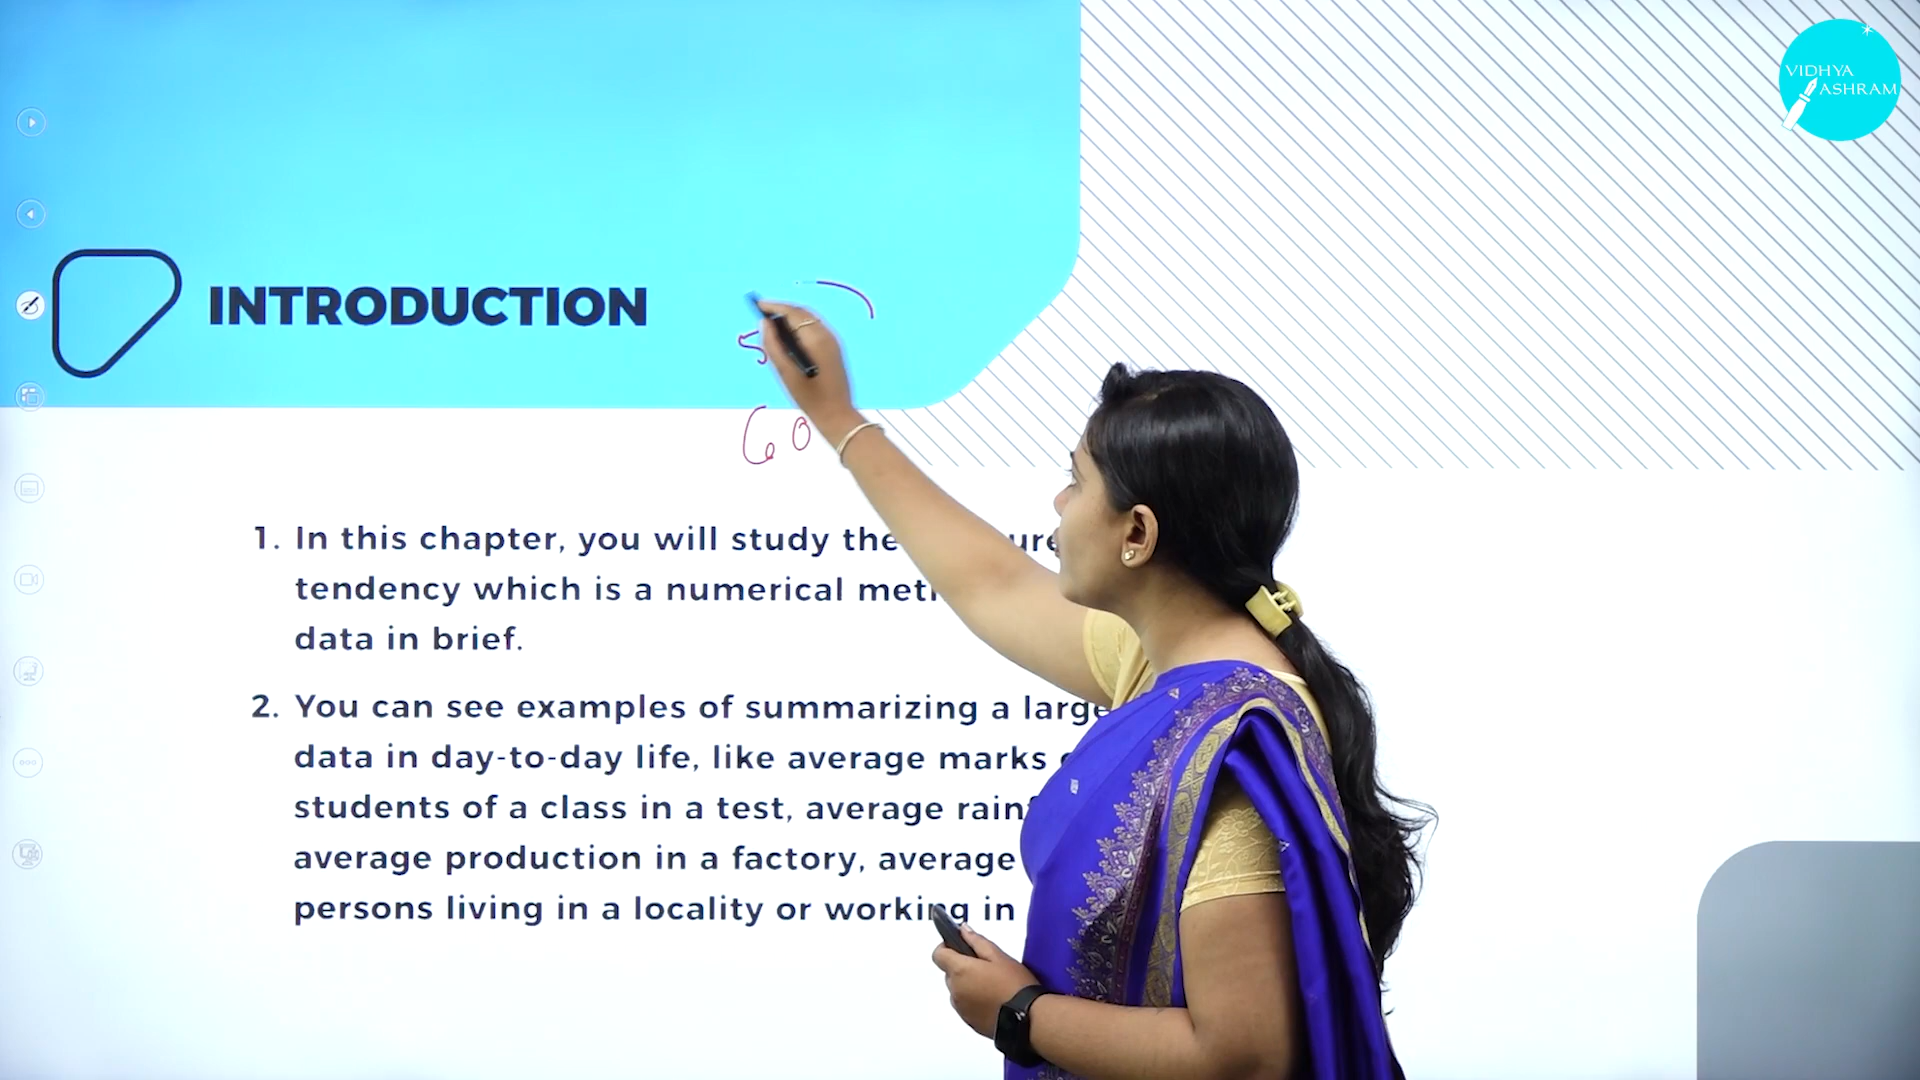 VIDHYA
ASHRAM
INTRODUCTION
5
60
1. In this chapter, you will study the
tendency which is a numerical
data in brief.
2. You can see examples of summarizing a large
data in day-to-day life, like average marks
students of a class in a test, average
average production in a factory, average
persons living in a locality or working in